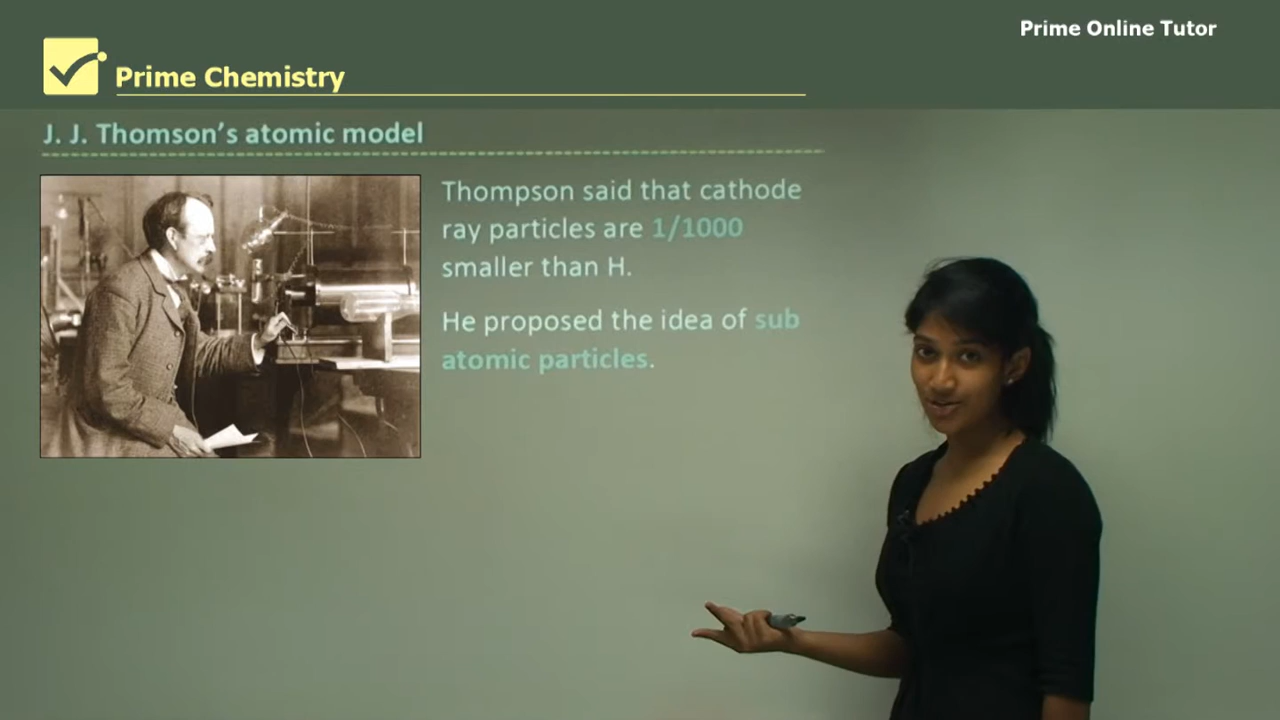 Prime Online Tutor
Prime Chemistry
J. J. Thomson’s atomic model
Thompson said that cathode
ray particles are 1/1000
smaller than H.
He proposed the idea of sub
atomic particles.